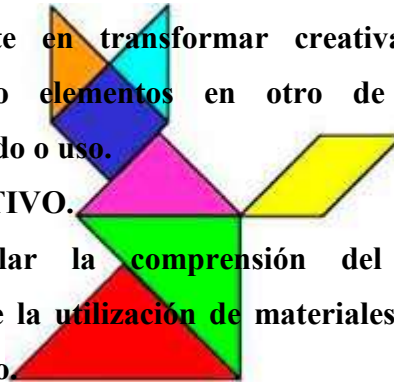 te en transformar creativa
o elementos en otro de
do o uso.
TIVO.
lar la comprensión del
e la utilización de materiales
o.